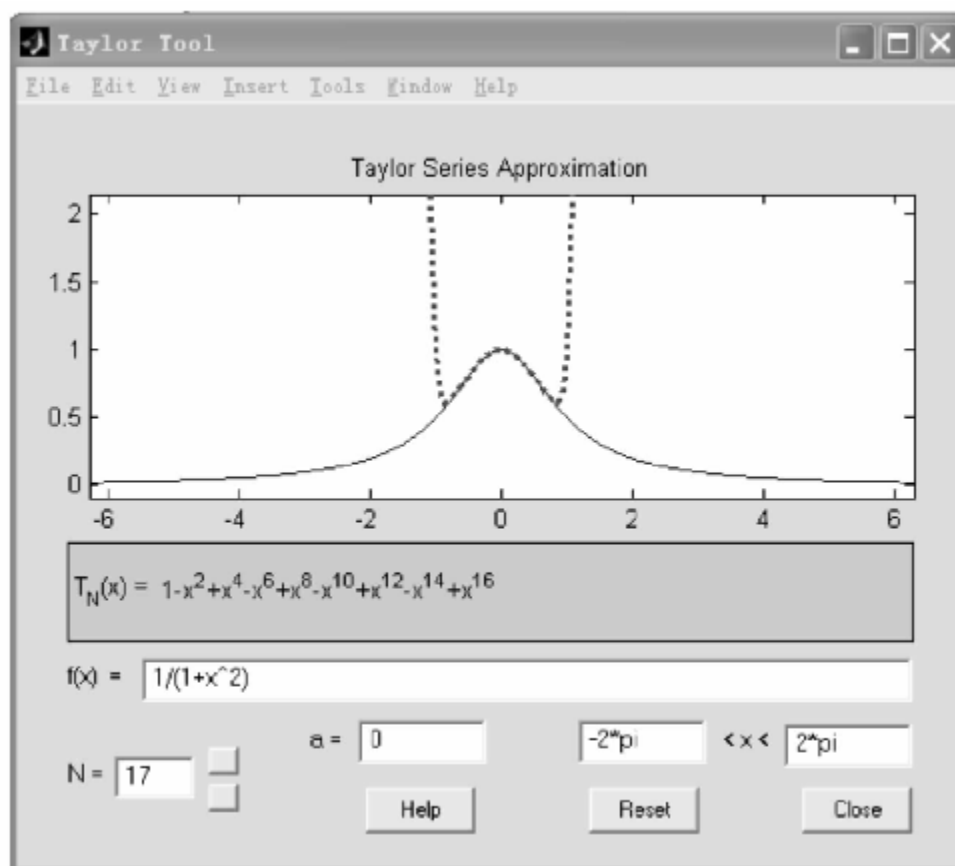 Taylor Tool
File Edit View Insert Tools Window Help
Taylor Series Approximation
2
1.5
1
0.5
0
-6 -4 -2 0 2 4 6
T_N(x) = 1-x^2+x^4-x^6+x^8-x^10+x^12-x^14+x^16
f(x) = 1/(1+x^2)
N = 17
a = 0
-2*pi < x < 2*pi
Help Reset Close